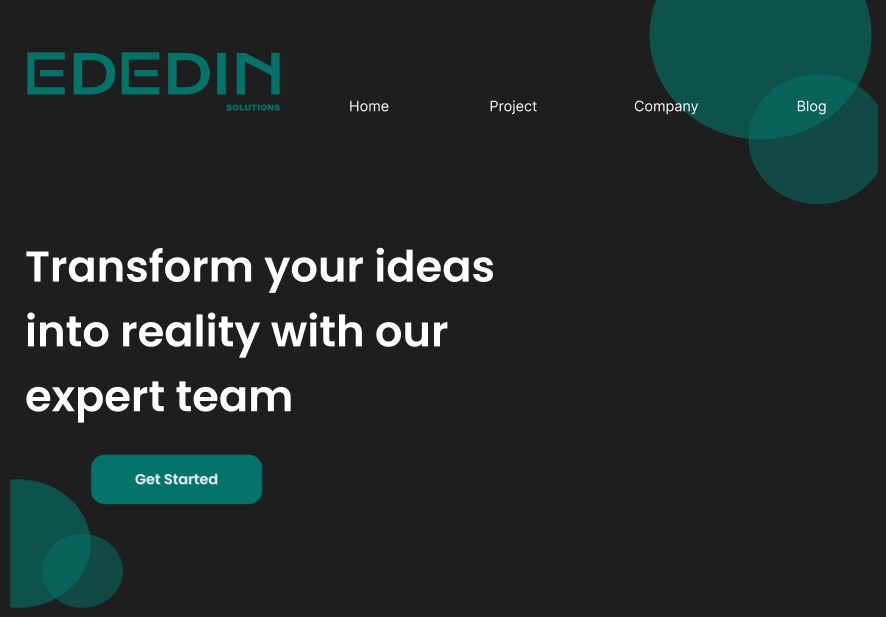 EDEDIN
SOLUTIONS
Home Project Company Blog
Transform your ideas
into reality with our
expert team
Get Started